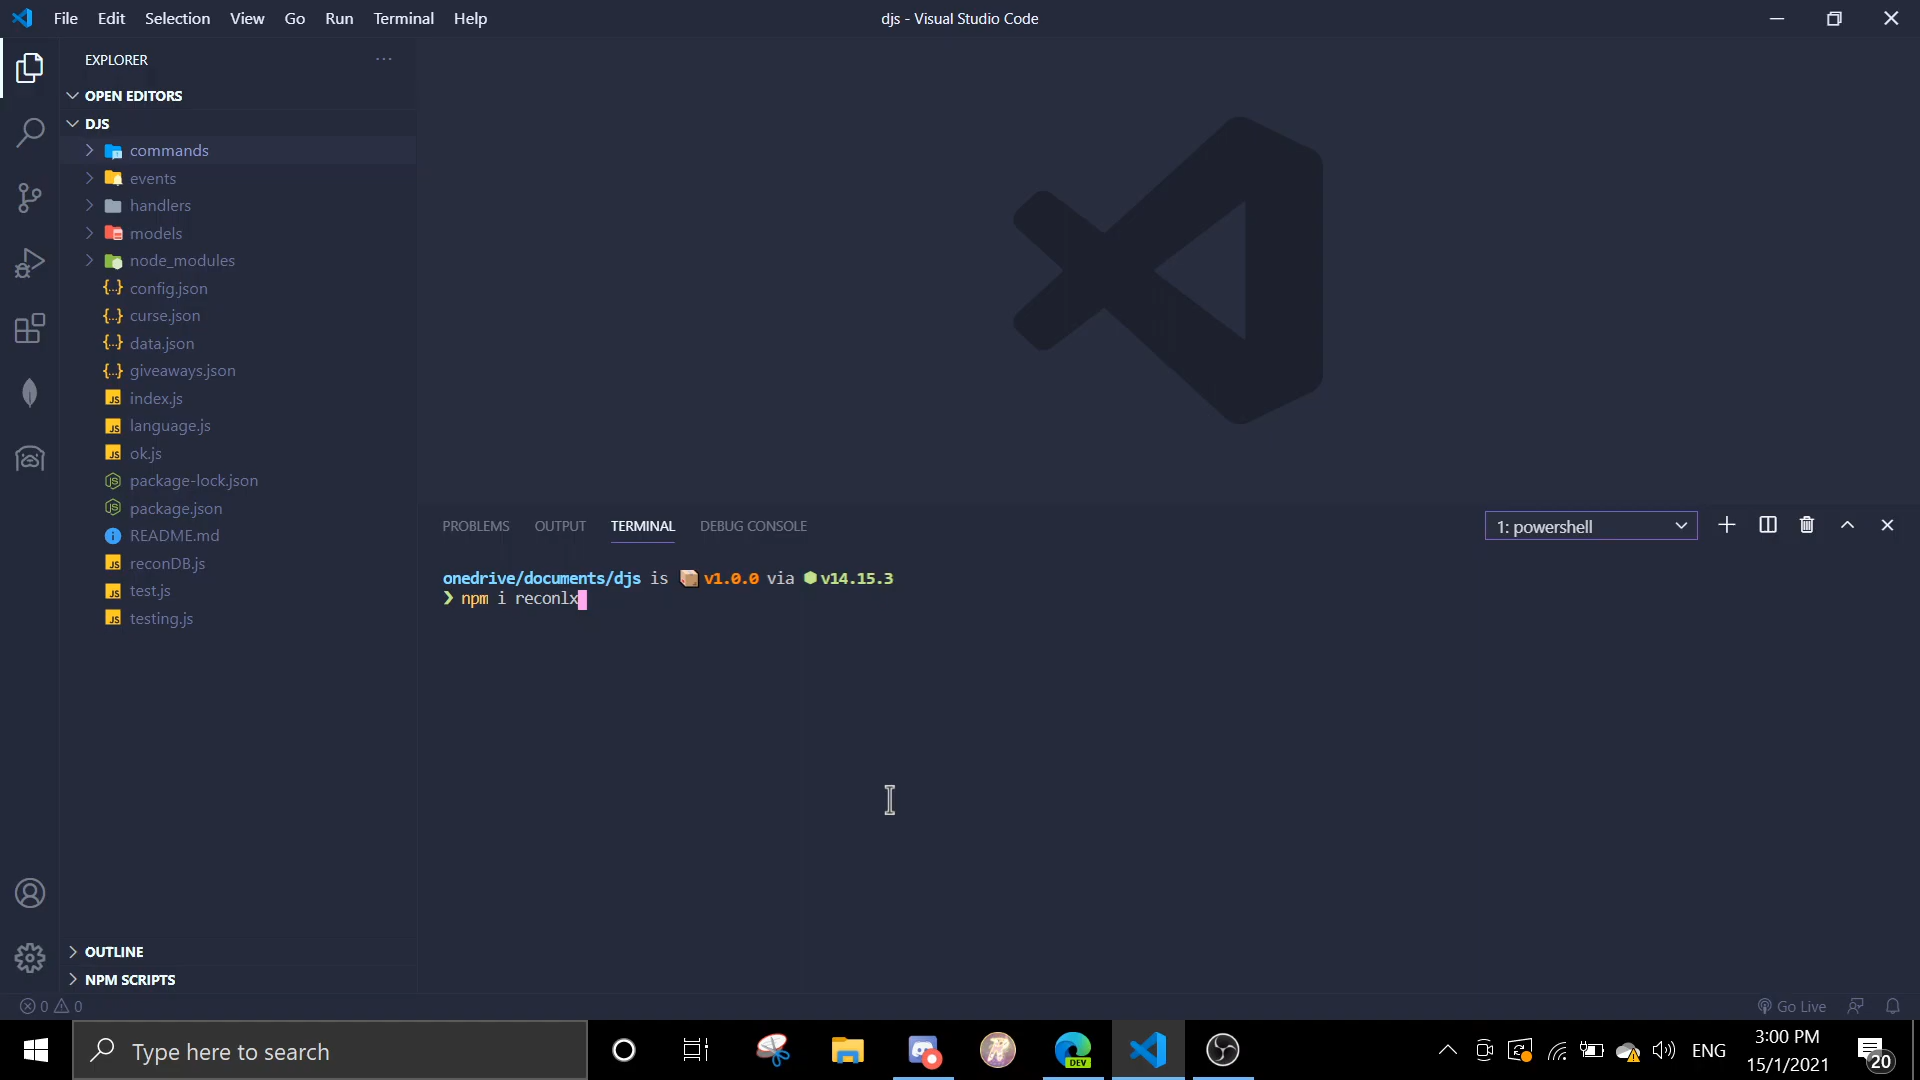 File Edit Selection View Go Run Terminal Help
djs - Visual Studio Code
EXPLORER
OPEN EDITORS
DJS
commands
events
handlers
models
node_modules
config.json
curse.json
data.json
giveaways.json
index.js
language.js
ok.js
package-lock.json
package.json
README.md
reconDB.js
test.js
testing.js
OUTLINE
NPM SCRIPTS
PROBLEMS OUTPUT TERMINAL DEBUG CONSOLE
1: powershell
onedrive/documents/djs is v1.0.0 via v14.15.3
❯ npm i reconlx
0 0
Go Live
Type here to search
DEV
ENG
3:00 PM
15/1/2021
20